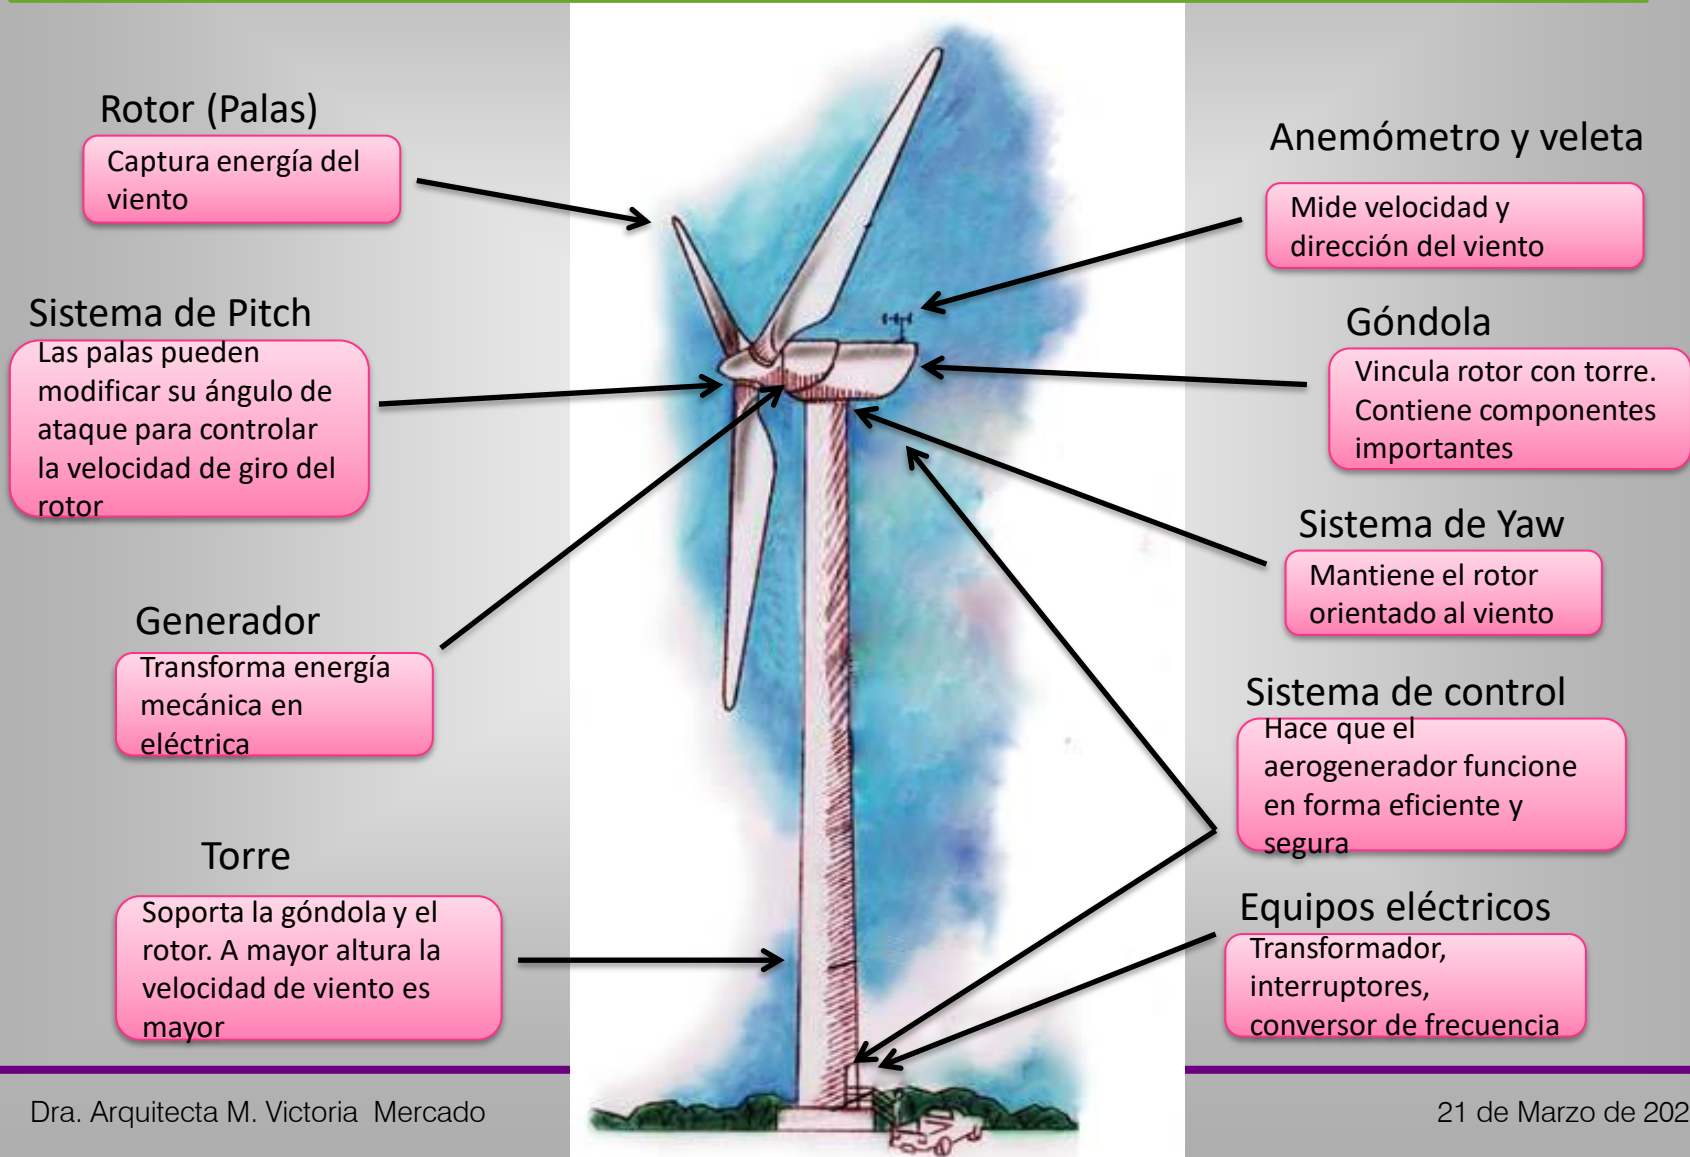 Rotor (Palas)
Captura energía del
viento
Sistema de Pitch
Las palas pueden
modificar su ángulo de
ataque para controlar
la velocidad de giro del
rotor
Generador
Transforma energía
mecánica en
eléctrica
Torre
Soporta la góndola y el
rotor. A mayor altura la
velocidad de viento es
mayor
Anemómetro y veleta
Mide velocidad y
dirección del viento
Góndola
Vincula rotor con torre.
Contiene componentes
importantes
Sistema de Yaw
Mantiene el rotor
orientado al viento
Sistema de control
Hace que el
aerogenerador funcione
en forma eficiente y
segura
Equipos eléctricos
Transformador,
interruptores,
conversor de frecuencia
Dra. Arquitecta M. Victoria Mercado
21 de Marzo de 202